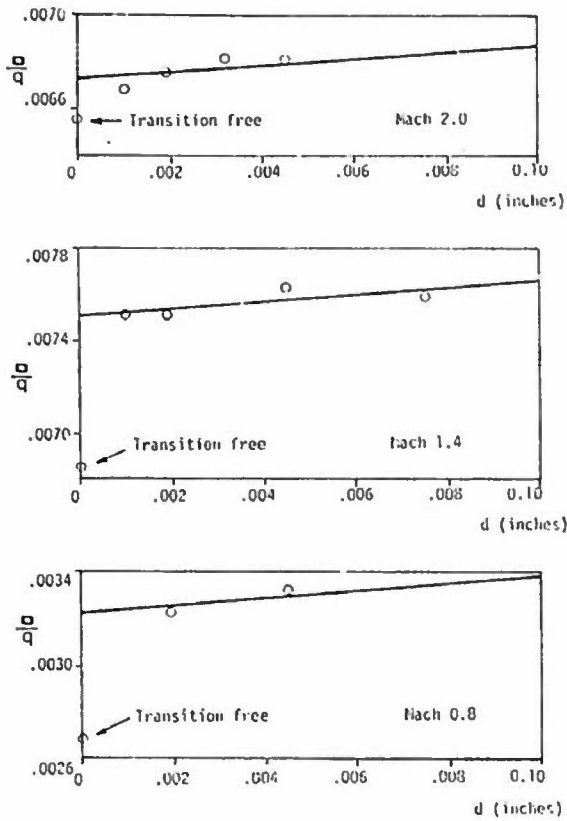 .0070
D/q
.0066
Transition free
Mach 2.0
0 .002 .004 .006 .008 0.10
d (inches)
.0078
.0074
D/q
.0070
Transition free
Mach 1.4
0 .002 .004 .006 .008 0.10
d (inches)
.0034
D/q
.0030
Transition free
Mach 0.8
.0026
0 .002 .004 .006 .008 0.10
d (inches)